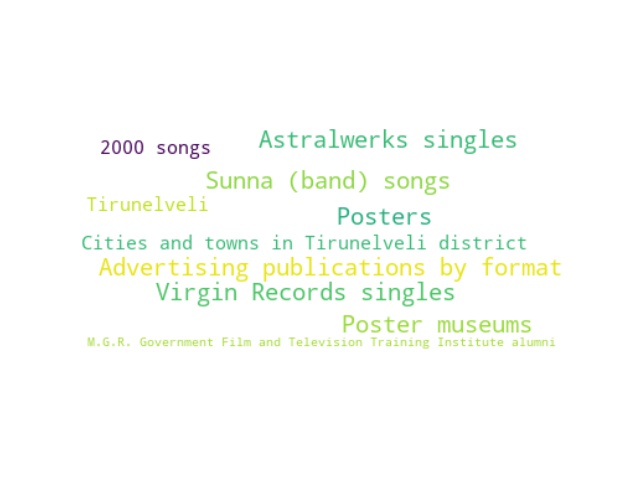 Astralwerks singles
2000 songs
Sunna (band) songs
Tirunelveli
Posters
Cities and towns in Tirunelveli district
Advertising publications by format
Virgin Records singles
Poster museums
M.G.R. Government Film and Television Training Institute alumni